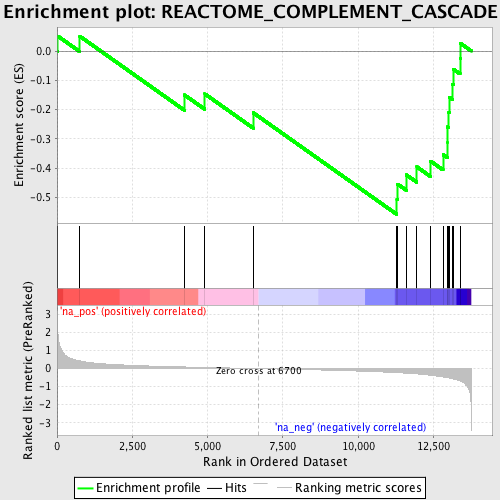 Enrichment plot: REACTOME_COMPLEMENT_CASCADE
Enrichment score (ES)
0.0
-0.1
-0.2
-0.3
-0.4
-0.5
'na_pos' (positively correlated)
Ranked list metric (PreRanked)
3
2
1
0
-1
-2
-3
Zero cross at 6700
'na_neg' (negatively correlated)
0
2,500
5,000
7,500
10,000
12,500
Rank in Ordered Dataset
Enrichment profile
Hits
Ranking metric scores